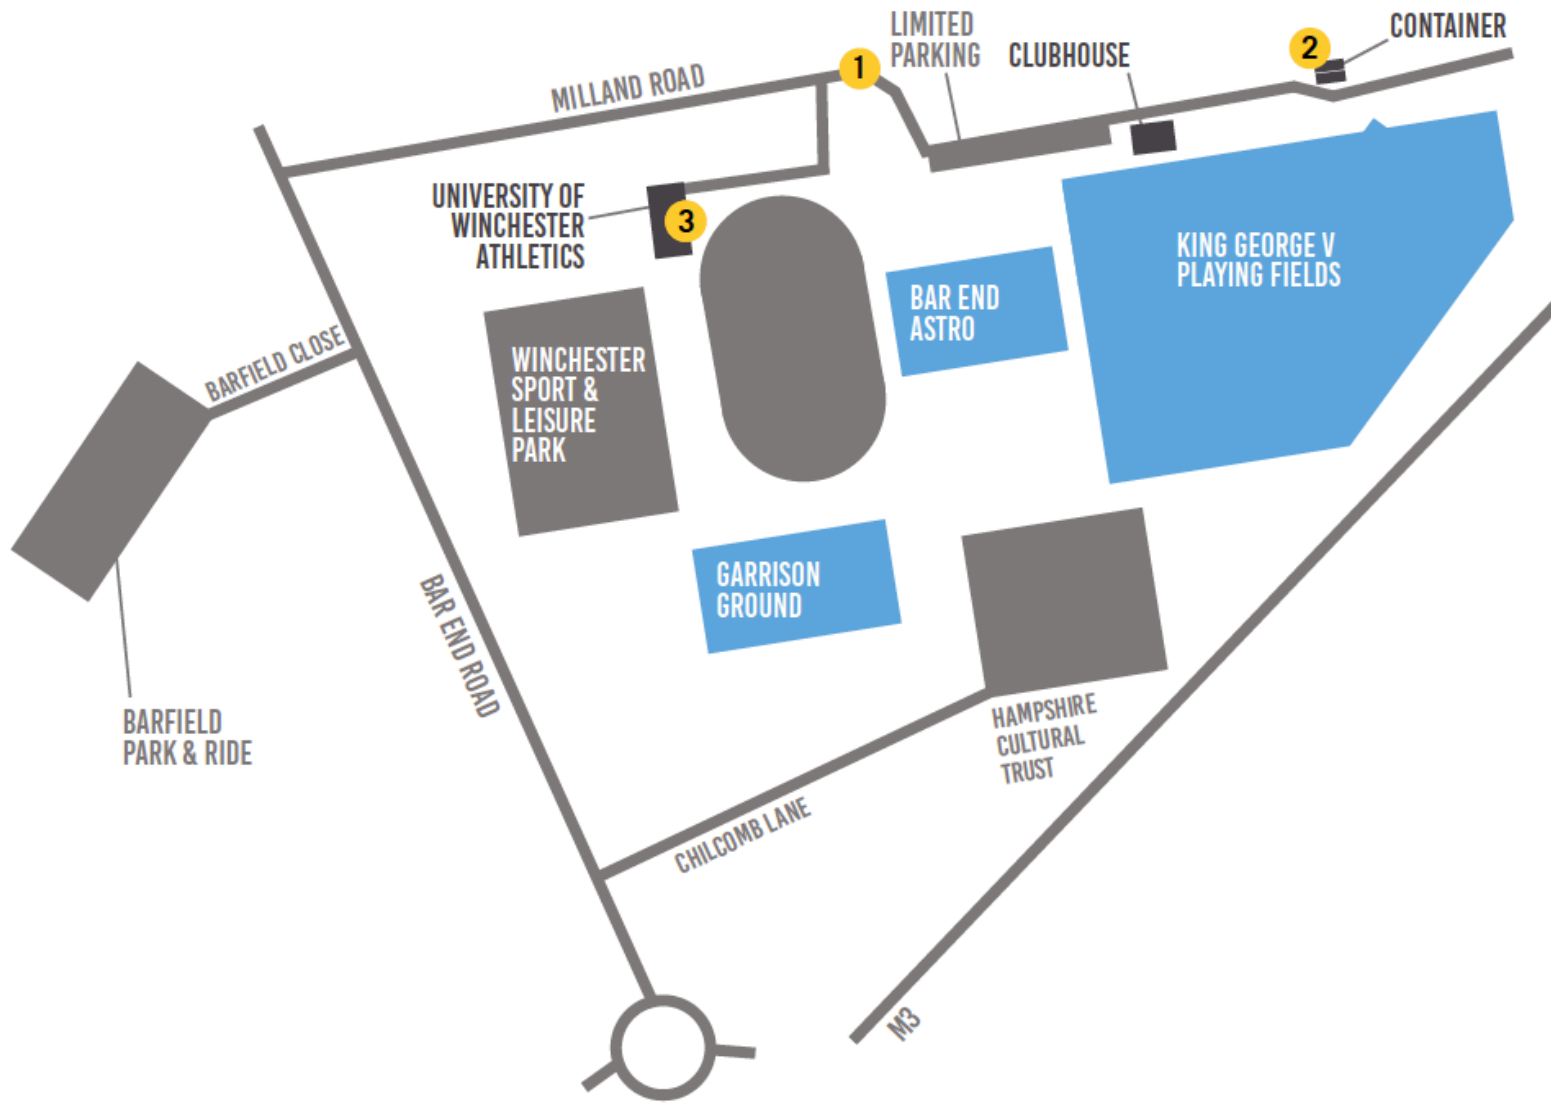 LIMITED
PARKING
CLUBHOUSE
2
CONTAINER
1
MILLAND ROAD
UNIVERSITY OF
WINCHESTER
ATHLETICS
3
KING GEORGE V
PLAYING FIELDS
BAR END
ASTRO
BARFIELD CLOSE
WINCHESTER
SPORT &
LEISURE
PARK
GARRISON
GROUND
BAR END ROAD
BARFIELD
PARK & RIDE
HAMPSHIRE
CULTURAL
TRUST
CHILCOMB LANE
M3